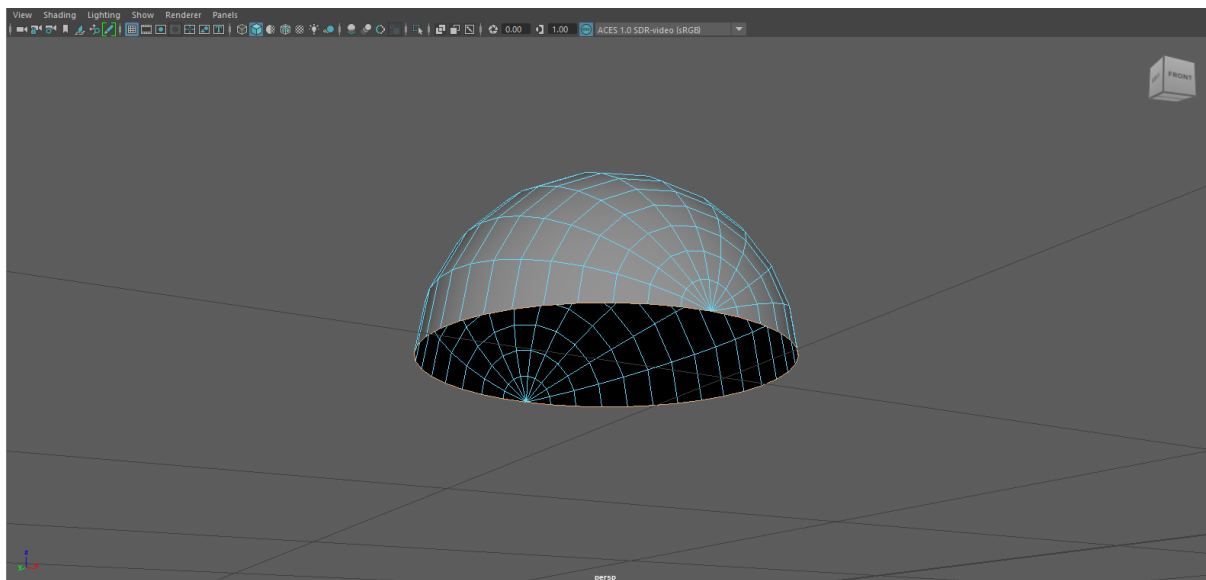 View Shading Lighting Show Renderer Panels
0.00 1.00 ACES 1.0 SDR-video (sRGB)
FRONT
persp